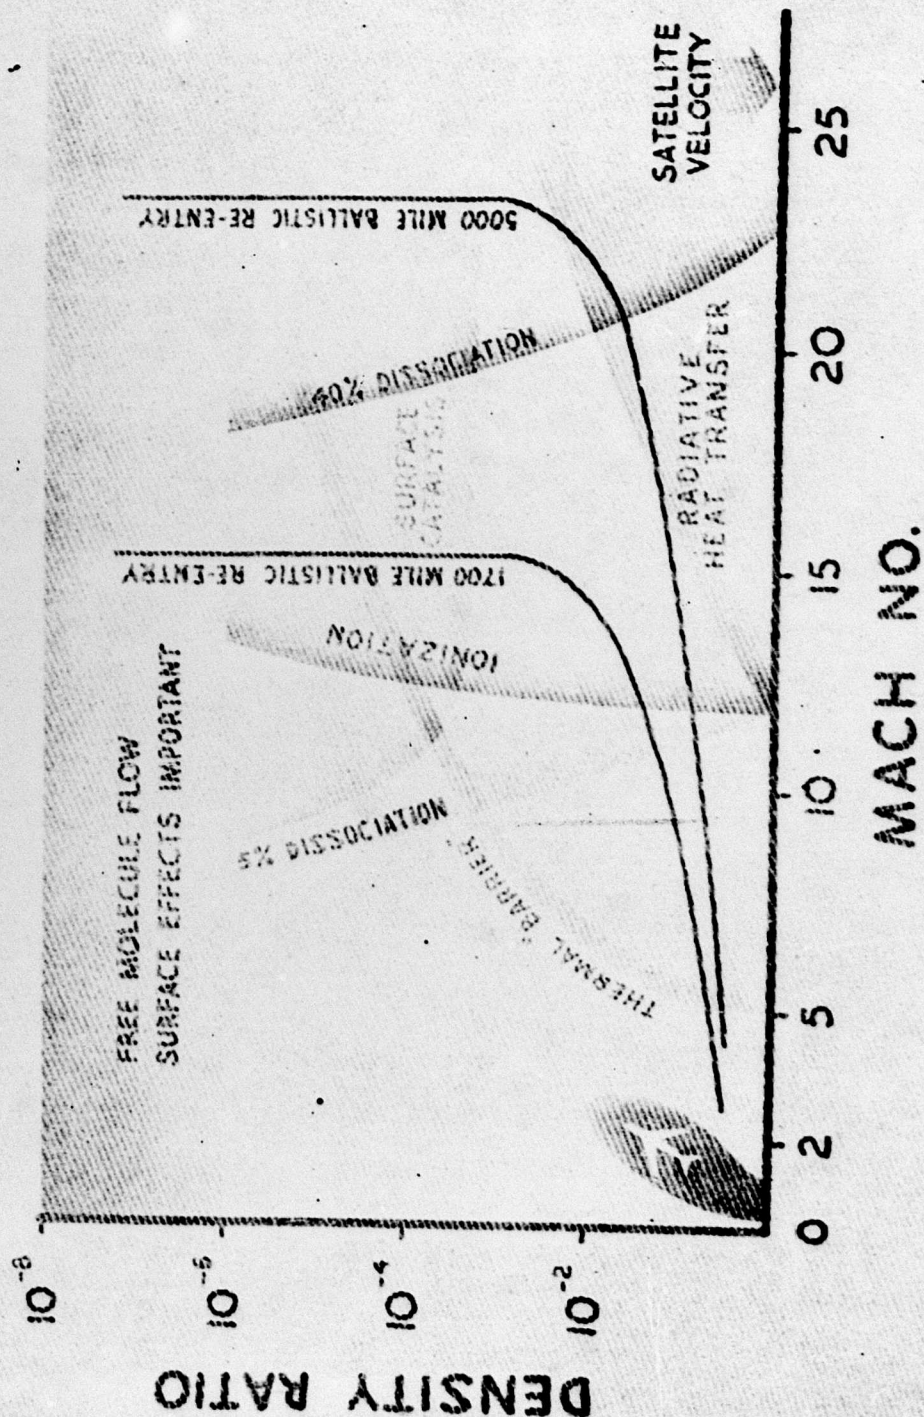 FREE MOLECULE FLOW
SURFACE EFFECTS IMPORTANT
5% DISSOCIATION
THERMAL "BARRIER"
IONIZATION
1700 MILE BALLISTIC RE-ENTRY
SURFACE
CATALYSIS
40% DISSOCIATION
5000 MILE BALLISTIC RE-ENTRY
RADIATIVE
HEAT TRANSFER
SATELLITE
VELOCITY
DENSITY RATIO
10⁻⁸
10⁻⁶
10⁻⁴
10⁻²
0 2 5 10 15 20 25
MACH NO.